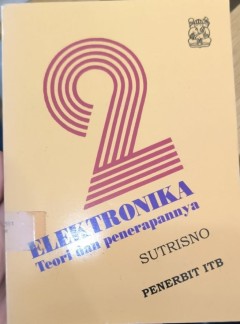 2
ELEKTRONIKA
Teori dan penerapannya
SUTRISNO
PENERBIT ITB